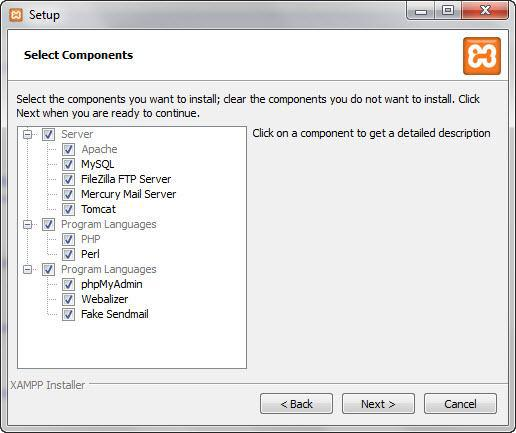 Setup
Select Components
Select the components you want to install; clear the components you do not want to install. Click
Next when you are ready to continue.
Server
Click on a component to get a detailed description
Apache
MySQL
FileZilla FTP Server
Mercury Mail Server
Tomcat
Program Languages
PHP
Perl
Program Languages
phpMyAdmin
Webalizer
Fake Sendmail
XAMPP Installer
< Back
Next >
Cancel